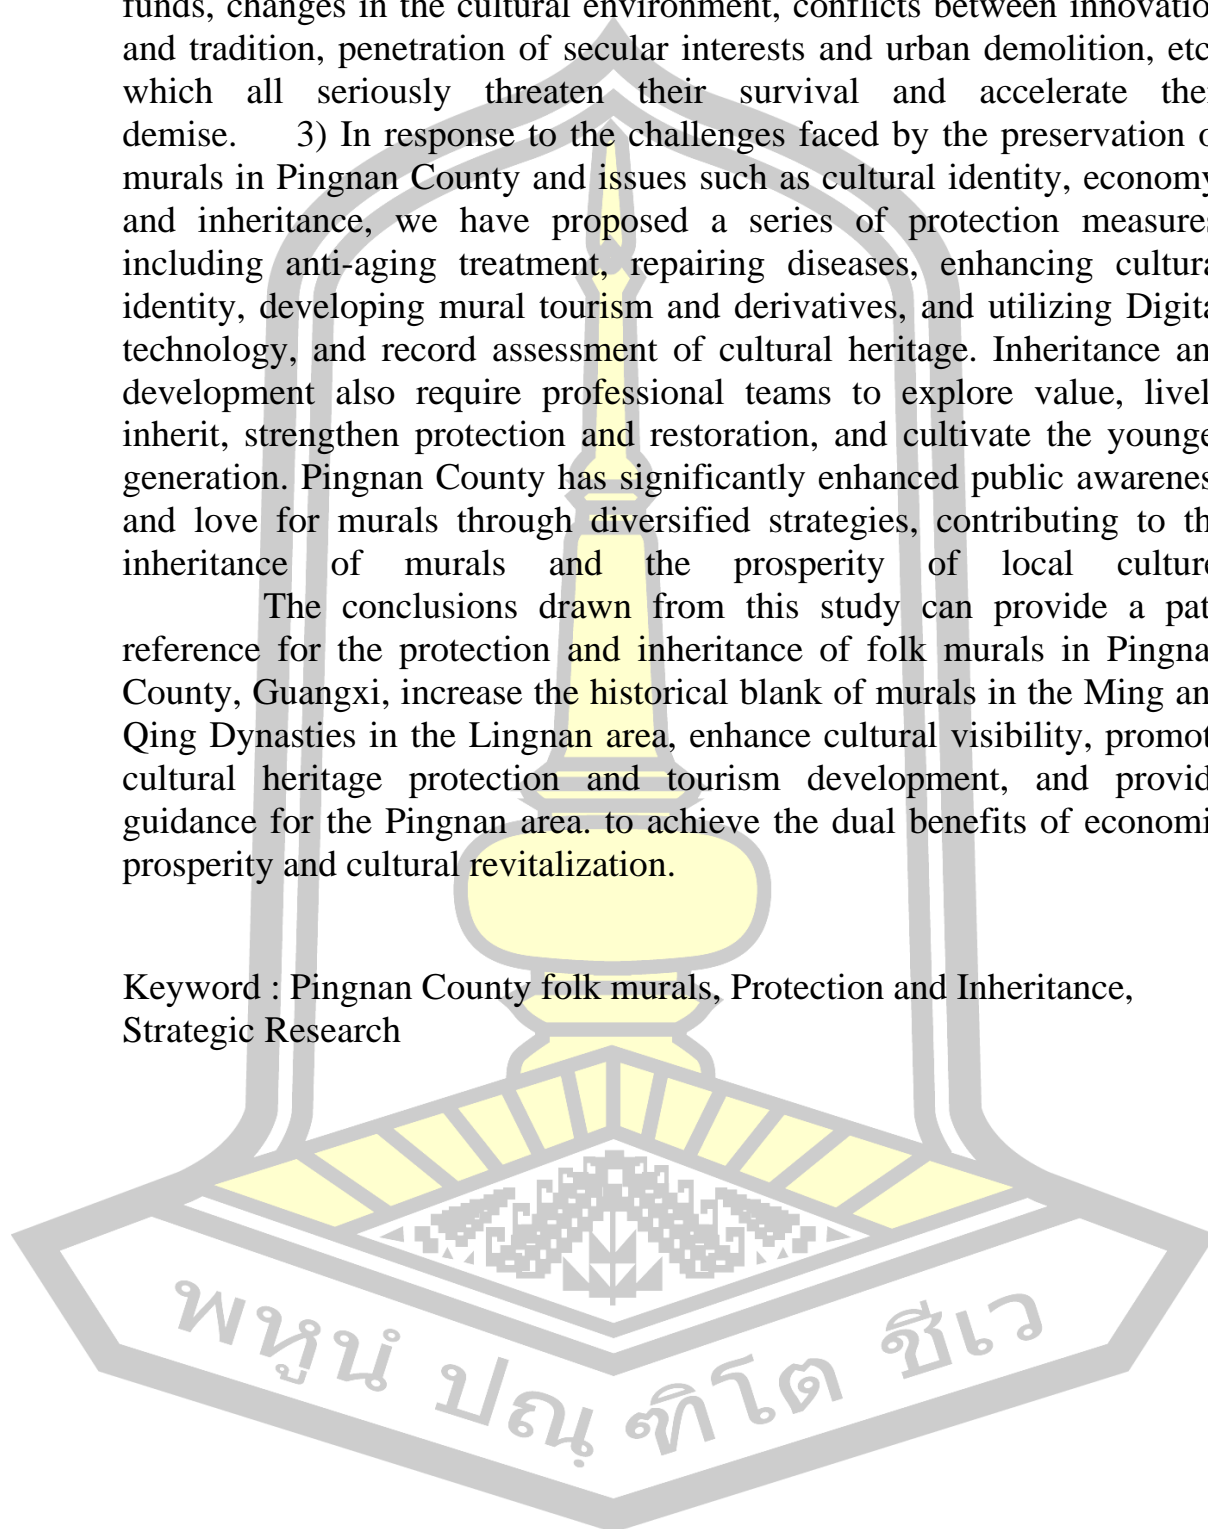 funds, changes in the cultural environment, conflicts between innovatio
and tradition, penetration of secular interests and urban demolition, etc
which all seriously threaten their survival and accelerate thei
demise. 3) In response to the challenges faced by the preservation o
murals in Pingnan County and issues such as cultural identity, economy
and inheritance, we have proposed a series of protection measures
including anti-aging treatment, repairing diseases, enhancing cultura
identity, developing mural tourism and derivatives, and utilizing Digita
technology, and record assessment of cultural heritage. Inheritance an
development also require professional teams to explore value, livel
inherit, strengthen protection and restoration, and cultivate the younge
generation. Pingnan County has significantly enhanced public awarenes
and love for murals through diversified strategies, contributing to th
inheritance of murals and the prosperity of local culture
The conclusions drawn from this study can provide a pat
reference for the protection and inheritance of folk murals in Pingna
County, Guangxi, increase the historical blank of murals in the Ming an
Qing Dynasties in the Lingnan area, enhance cultural visibility, promot
cultural heritage protection and tourism development, and provid
guidance for the Pingnan area. to achieve the dual benefits of economi
prosperity and cultural revitalization.
Keyword : Pingnan County folk murals, Protection and Inheritance,
Strategic Research
พหูนํ ปณฺฑิโต ชีเว